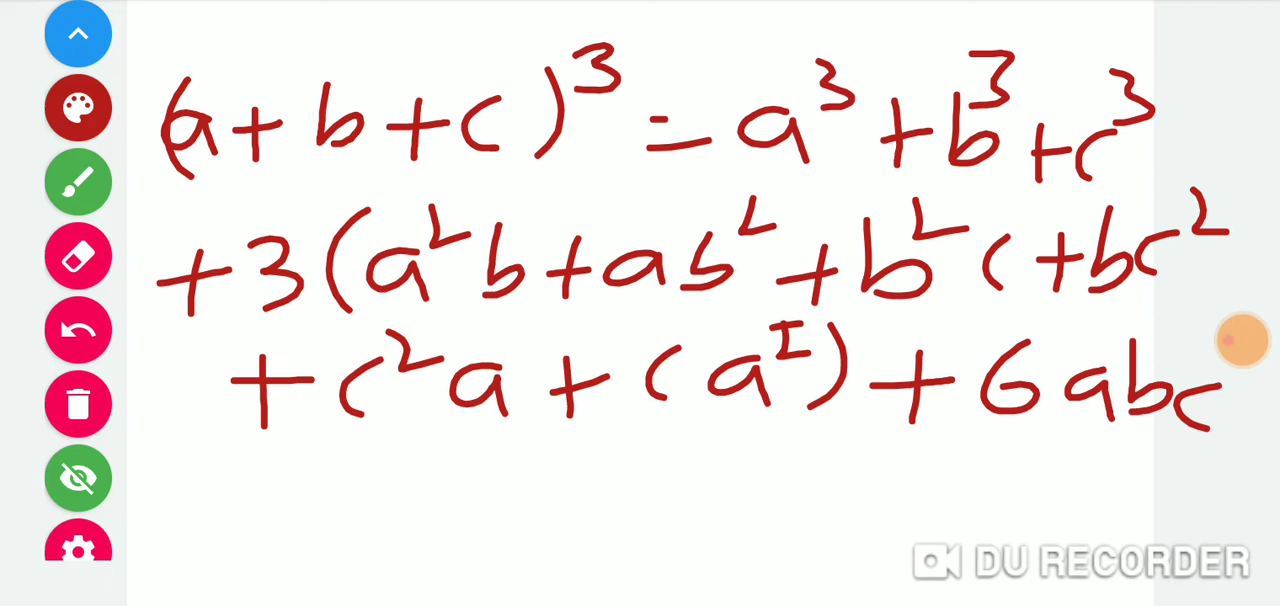 (a+b+c)³ = a³+b³+c³
+3(a²b+ab²+b²c+bc²
+c²a+ca²)+6abc
DU RECORDER